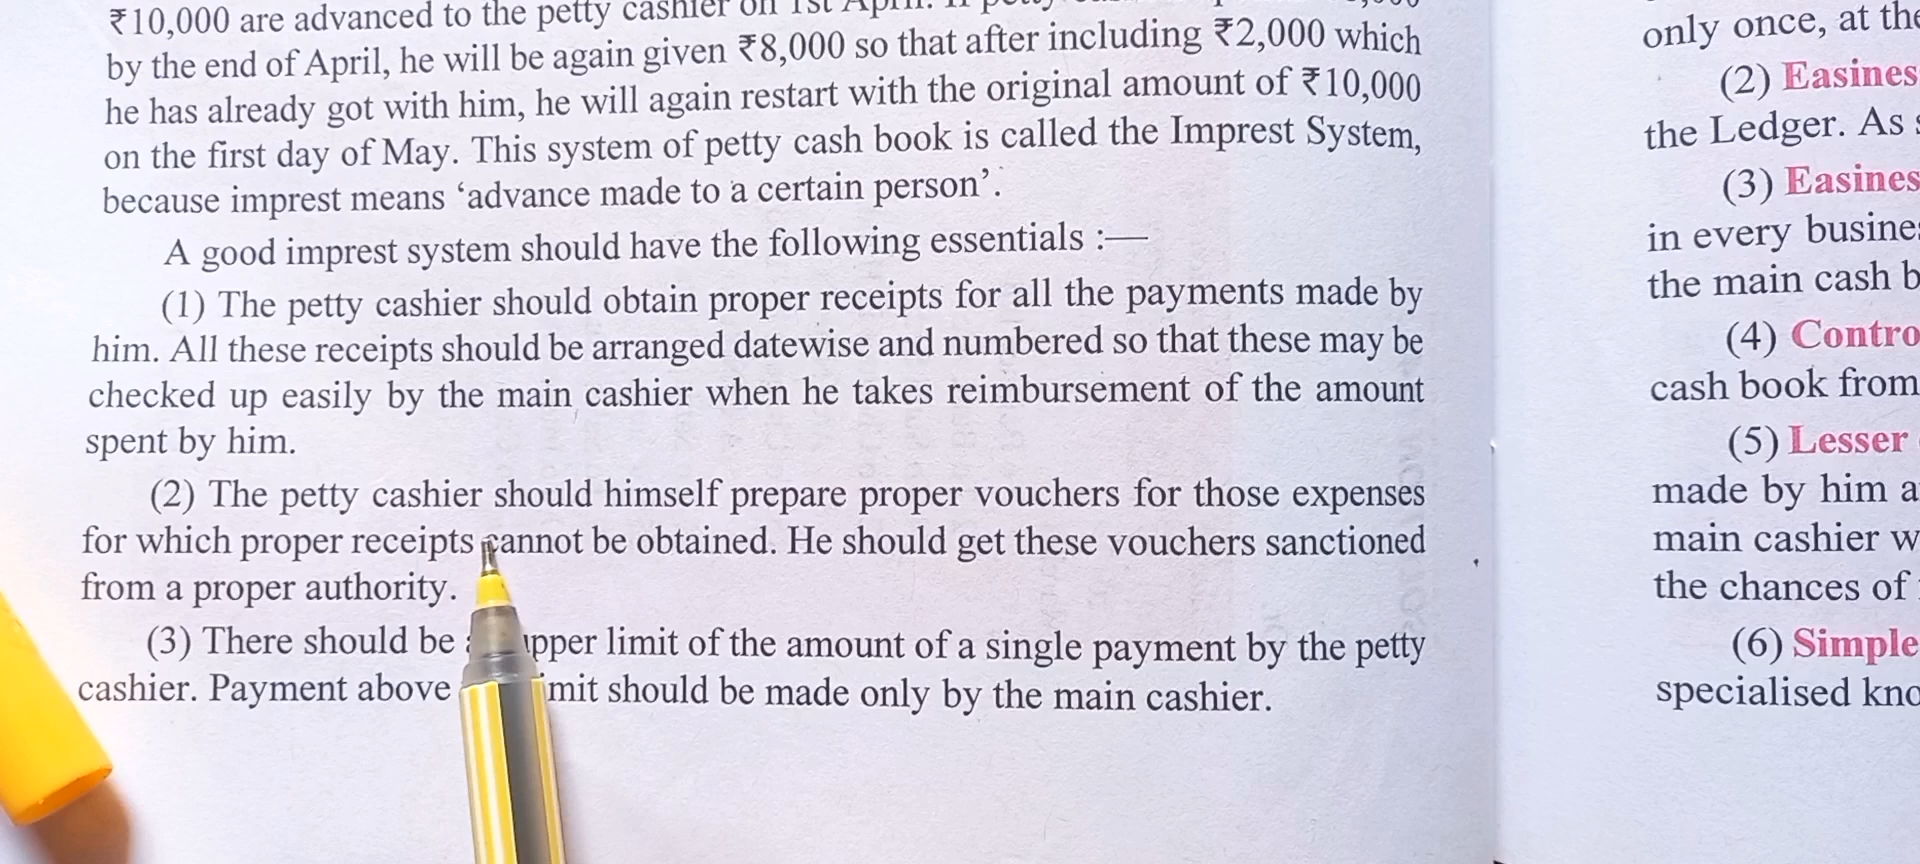 ₹10,000 are advanced to the petty cashier on 1st April.
by the end of April, he will be again given ₹8,000 so that after including ₹2,000 which
he has already got with him, he will again restart with the original amount of ₹10,000
on the first day of May. This system of petty cash book is called the Imprest System,
because imprest means ‘advance made to a certain person’.
A good imprest system should have the following essentials :—
(1) The petty cashier should obtain proper receipts for all the payments made by
him. All these receipts should be arranged datewise and numbered so that these may be
checked up easily by the main cashier when he takes reimbursement of the amount
spent by him.
(2) The petty cashier should himself prepare proper vouchers for those expenses
for which proper receipts cannot be obtained. He should get these vouchers sanctioned
from a proper authority.
(3) There should be upper limit of the amount of a single payment by the petty
cashier. Payment above limit should be made only by the main cashier.
only once, at the
(2) Easines
the Ledger. As
(3) Easines
in every busine
the main cash b
(4) Contro
cash book from
(5) Lesser
made by him a
main cashier w
the chances of
(6) Simple
specialised kno